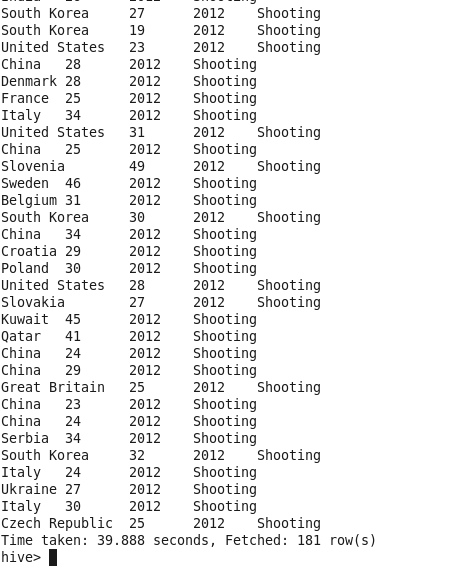 South Korea 27 2012 Shooting
South Korea 19 2012 Shooting
United States 23 2012 Shooting
China 28 2012 Shooting
Denmark 28 2012 Shooting
France 25 2012 Shooting
Italy 34 2012 Shooting
United States 31 2012 Shooting
China 25 2012 Shooting
Slovenia 49 2012 Shooting
Sweden 46 2012 Shooting
Belgium 31 2012 Shooting
South Korea 30 2012 Shooting
China 34 2012 Shooting
Croatia 29 2012 Shooting
Poland 30 2012 Shooting
United States 28 2012 Shooting
Slovakia 27 2012 Shooting
Kuwait 45 2012 Shooting
Qatar 41 2012 Shooting
China 24 2012 Shooting
China 29 2012 Shooting
Great Britain 25 2012 Shooting
China 23 2012 Shooting
China 24 2012 Shooting
Serbia 34 2012 Shooting
South Korea 32 2012 Shooting
Italy 24 2012 Shooting
Ukraine 27 2012 Shooting
Italy 30 2012 Shooting
Czech Republic 25 2012 Shooting
Time taken: 39.888 seconds, Fetched: 181 row(s)
hive>